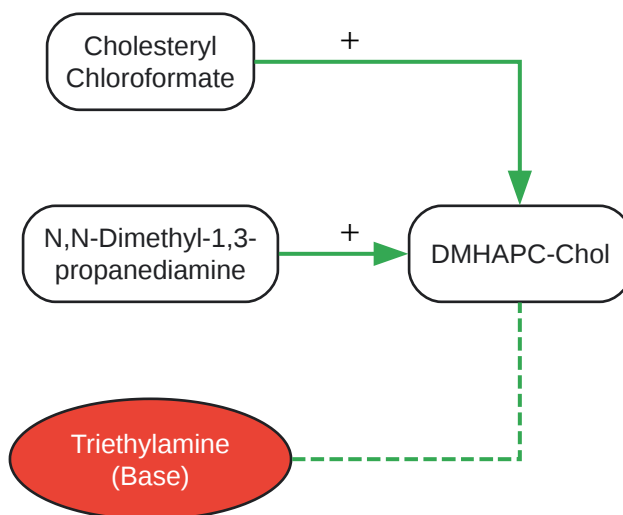 Cholesteryl
Chloroformate
+
N,N-Dimethyl-1,3-
propanediamine
+
DMHAPC-Chol
Triethylamine
(Base)